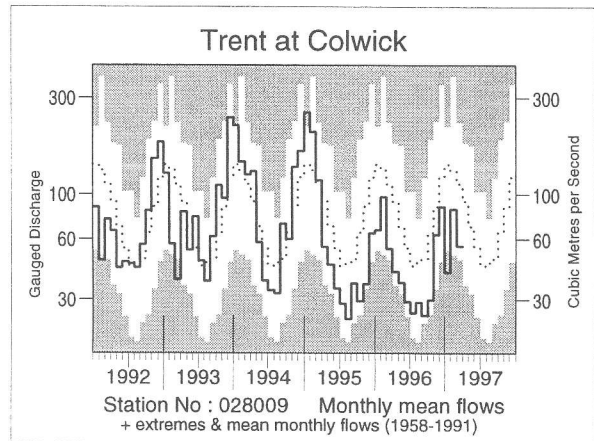 Trent at Colwick
Gauged Discharge
300
100
60
30
300
100
60
30
Cubic Metres per Second
1992 1993 1994 1995 1996 1997
Station No : 028009 Monthly mean flows
+ extremes & mean monthly flows (1958-1991)